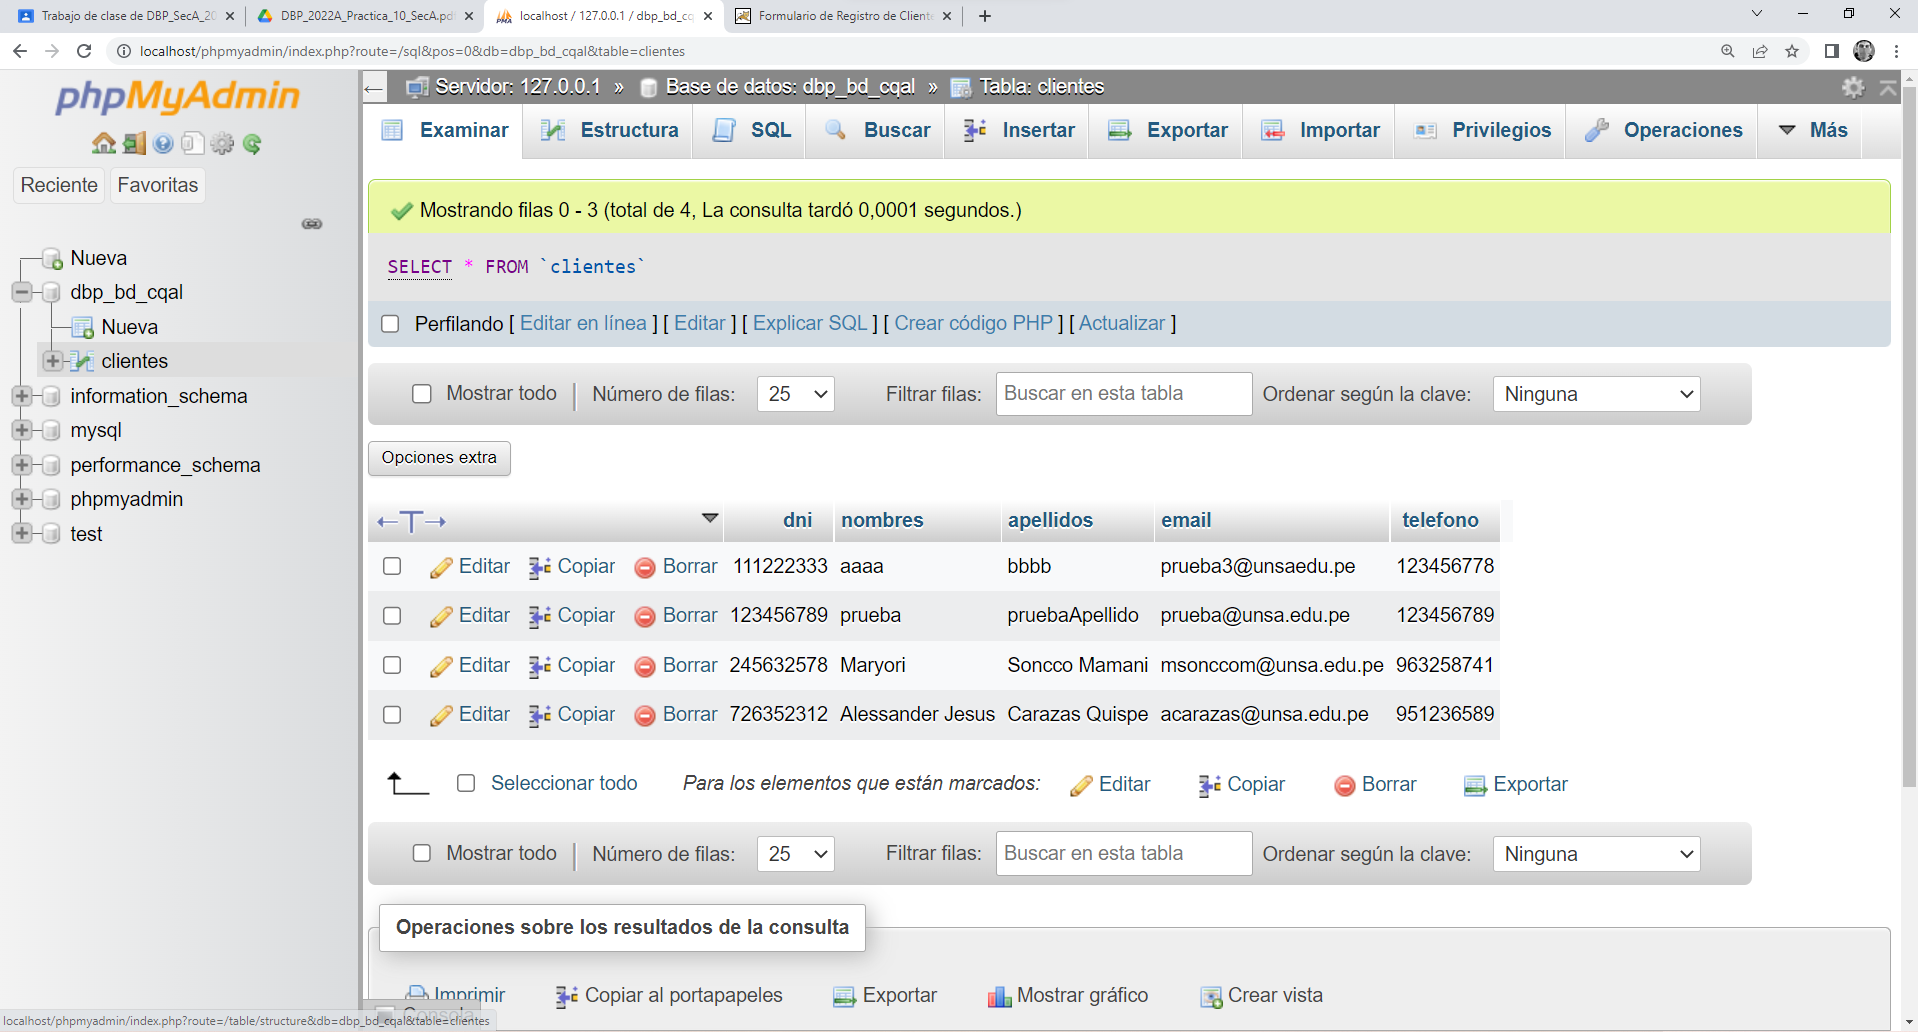 Trabajo de clase de DBP_SecA_20
DBP_2022A_Practica_10_SecA.pd
localhost / 127.0.0.1 / dbp_bd_cq
Formulario de Registro de Client
localhost/phpmyadmin/index.php?route=/sql&pos=0&db=dbp_bd_cqal&table=clientes
phpMyAdmin
Reciente Favoritas
Nueva
dbp_bd_cqal
Nueva
clientes
information_schema
mysql
performance_schema
phpmyadmin
test
Servidor: 127.0.0.1 » Base de datos: dbp_bd_cqal » Tabla: clientes
Examinar Estructura SQL Buscar Insertar Exportar Importar Privilegios Operaciones Más
Mostrando filas 0 - 3 (total de 4, La consulta tardó 0,0001 segundos.)
SELECT * FROM `clientes`
Perfilando [ Editar en línea ] [ Editar ] [ Explicar SQL ] [ Crear código PHP ] [ Actualizar ]
Mostrar todo | Número de filas: 25 Filtrar filas: Buscar en esta tabla Ordenar según la clave: Ninguna
Opciones extra
←T→ dni nombres apellidos email telefono
Editar Copiar Borrar 111222333 aaaa bbbb prueba3@unsaedu.pe 123456778
Editar Copiar Borrar 123456789 prueba pruebaApellido prueba@unsa.edu.pe 123456789
Editar Copiar Borrar 245632578 Maryori Soncco Mamani msonccom@unsa.edu.pe 963258741
Editar Copiar Borrar 726352312 Alessander Jesus Carazas Quispe acarazas@unsa.edu.pe 951236589
Seleccionar todo Para los elementos que están marcados: Editar Copiar Borrar Exportar
Mostrar todo | Número de filas: 25 Filtrar filas: Buscar en esta tabla Ordenar según la clave: Ninguna
Operaciones sobre los resultados de la consulta
Imprimir Copiar al portapapeles Exportar Mostrar gráfico Crear vista
Consola
localhost/phpmyadmin/index.php?route=/table/structure&db=dbp_bd_cqal&table=clientes